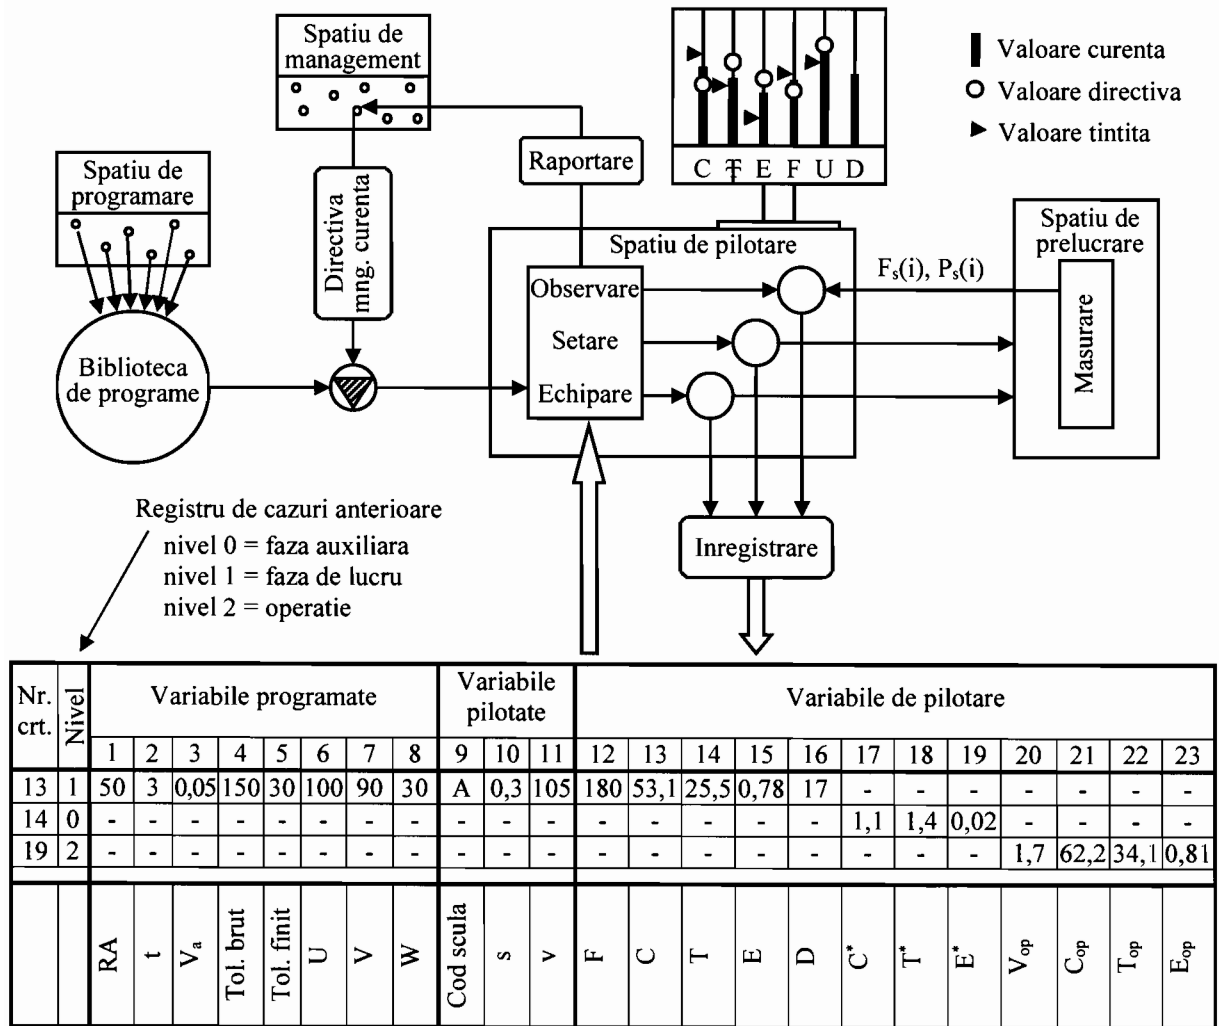 Spatiu de
management
Valoare curenta
Valoare directiva
Valoare tintita
C T E F U D
Raportare
Spatiu de
programare
Directiva
mng. curenta
Spatiu de pilotare
Spatiu de
prelucrare
Observare
Setare
Echipare
Fs(i), Ps(i)
Masurare
Biblioteca
de programe
Inregistrare
Registru de cazuri anterioare
nivel 0 = faza auxiliara
nivel 1 = faza de lucru
nivel 2 = operatie
Nr. crt. Nivel Variabile programate Variabile pilotate Variabile de pilotare
1 2 3 4 5 6 7 8 9 10 11 12 13 14 15 16 17 18 19 20 21 22 23
13 1 50 3 0,05 150 30 100 90 30 A 0,3 105 180 53,1 25,5 0,78 17 - - - - - - -
14 0 - - - - - - - - - - - - - - - - 1,1 1,4 0,02 - - - -
19 2 - - - - - - - - - - - - - - - - - - - 1,7 62,2 34,1 0,81
RA t Va Tol. brut Tol. finit U V W Cod scula s v F C T E D C* T* E* Vop Cop Top Eop